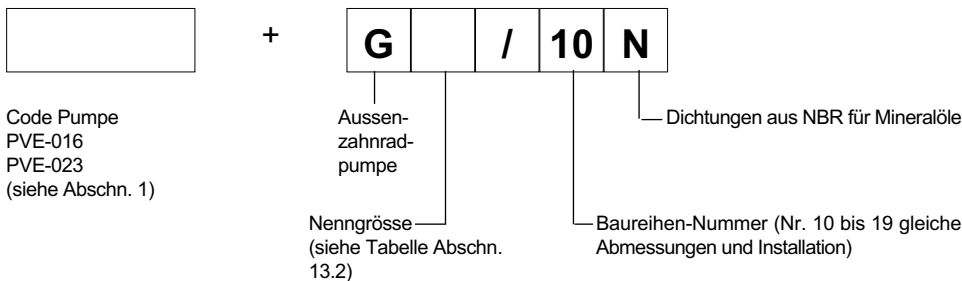 + G / 10 N
Code Pumpe
PVE-016
PVE-023
(siehe Abschn. 1)
Aussen-
zahnrad-
pumpe
Dichtungen aus NBR für Mineralöle
Nenngrösse
(siehe Tabelle Abschn.
13.2)
Baureihen-Nummer (Nr. 10 bis 19 gleiche
Abmessungen und Installation)